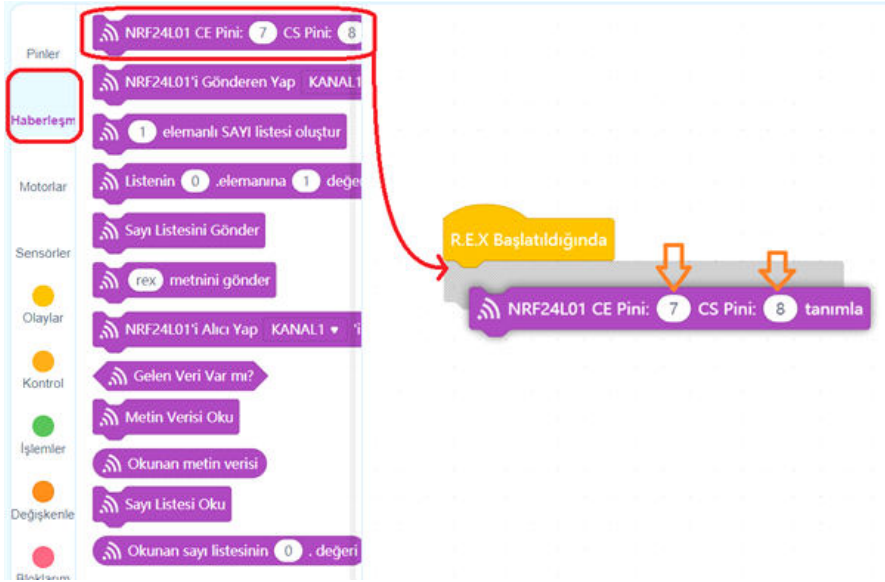 Pinler
Haberleşm
Motorlar
Sensörler
Olaylar
Kontrol
İşlemler
Değişkenle
Bloklarım
NRF24L01 CE Pini: 7 CS Pini: 8
NRF24L01'i Gönderen Yap KANAL1
1 elemanlı SAYI listesi oluştur
Listenin 0 .elemanına 1 değe
Sayı Listesini Gönder
rex metnini gönder
NRF24L01'i Alıcı Yap KANAL1 'i
Gelen Veri Var mı?
Metin Verisi Oku
Okunan metin verisi
Sayı Listesi Oku
Okunan sayı listesinin 0 . değeri
R.E.X Başlatıldığında
NRF24L01 CE Pini: 7 CS Pini: 8 tanımla